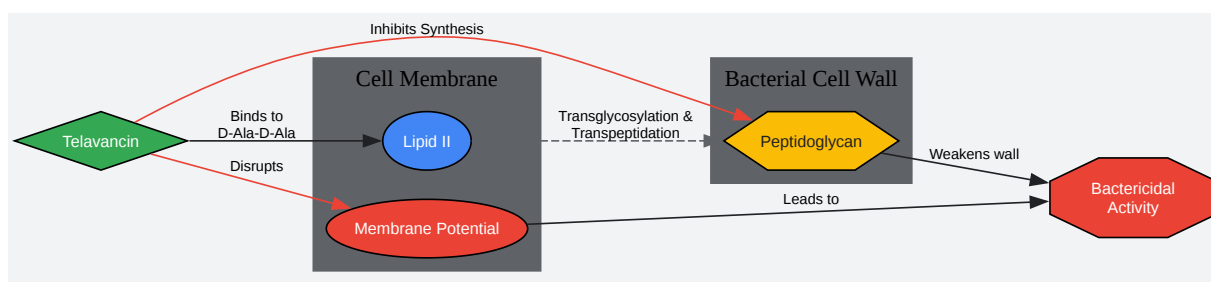 Inhibits Synthesis
Cell Membrane
Bacterial Cell Wall
Binds to
D-Ala-D-Ala
Transglycosylation &
Transpeptidation
Telavancin
Lipid II
Peptidoglycan
Weakens wall
Disrupts
Bactericidal
Activity
Leads to
Membrane Potential